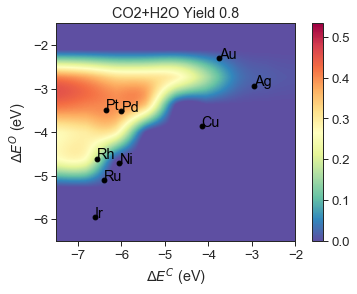 CO2+H2O Yield 0.8
−2
−3
−4
−5
−6
ΔE^O (eV)
Au
Ag
Pt
Pd
Cu
Rh
Ni
Ru
Ir
−7
−6
−5
−4
−3
−2
ΔE^C (eV)
0.5
0.4
0.3
0.2
0.1
0.0